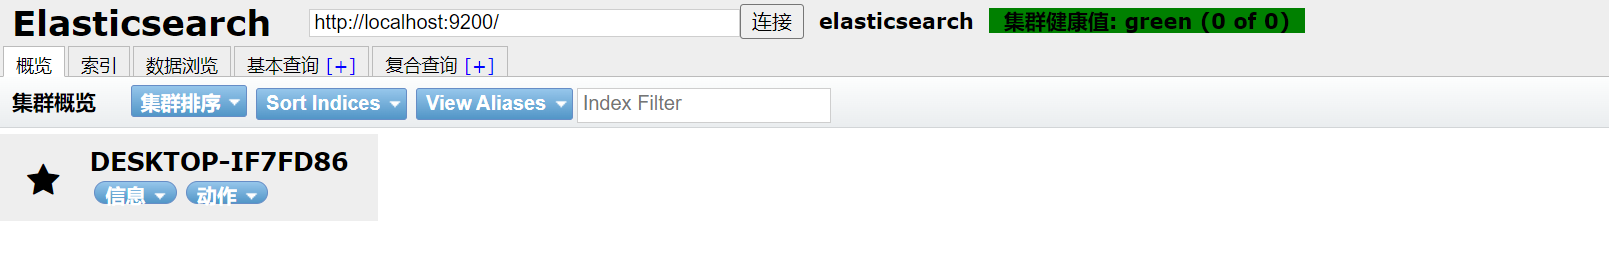 Elasticsearch http://localhost:9200/ 连接 elasticsearch 集群健康值: green (0 of 0)
概览 索引 数据浏览 基本查询 [+] 复合查询 [+]
集群概览 集群排序 Sort Indices View Aliases Index Filter
DESKTOP-IF7FD86
信息 动作